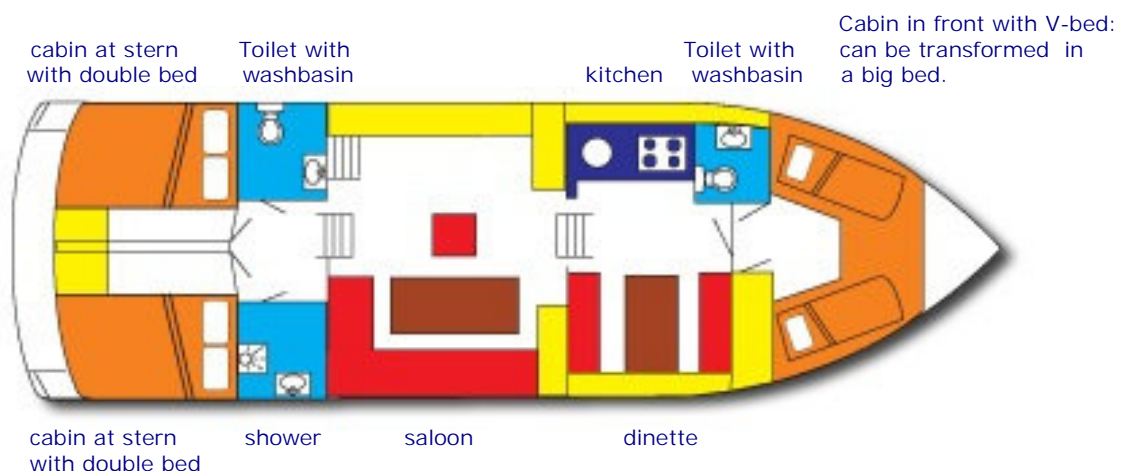 cabin at stern
with double bed
Toilet with
washbasin
kitchen
Toilet with
washbasin
Cabin in front with V-bed:
can be transformed in
a big bed.
cabin at stern
with double bed
shower
saloon
dinette